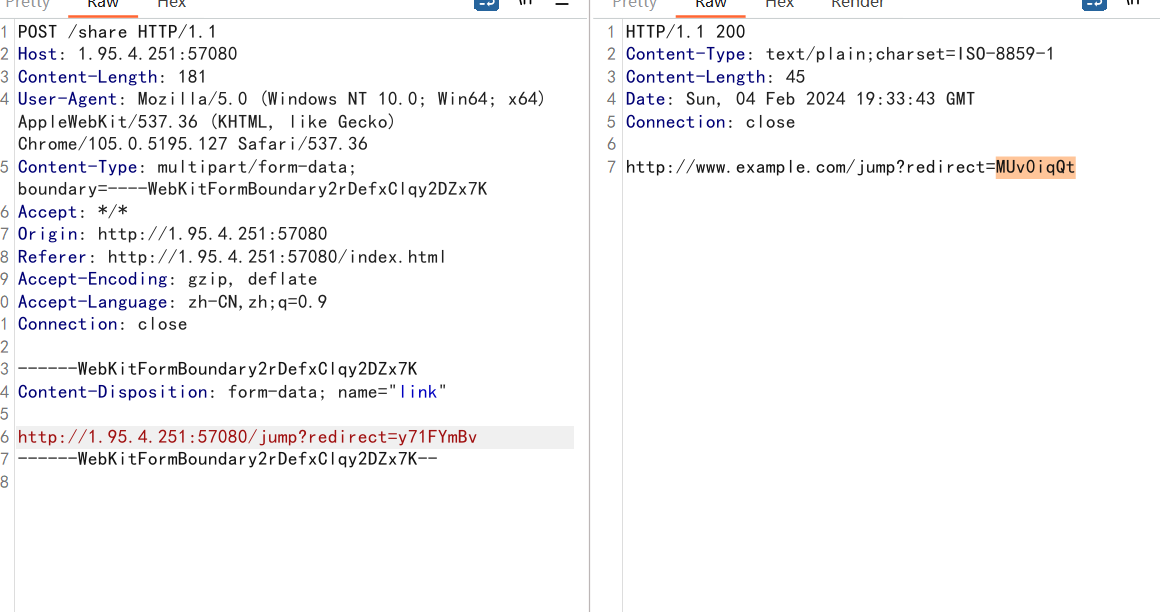 Pretty Raw Hex
Pretty Raw Hex Render
1 POST /share HTTP/1.1
2 Host: 1.95.4.251:57080
3 Content-Length: 181
4 User-Agent: Mozilla/5.0 (Windows NT 10.0; Win64; x64)
AppleWebKit/537.36 (KHTML, like Gecko)
Chrome/105.0.5195.127 Safari/537.36
5 Content-Type: multipart/form-data;
boundary=----WebKitFormBoundary2rDefxClqy2DZx7K
6 Accept: */*
7 Origin: http://1.95.4.251:57080
8 Referer: http://1.95.4.251:57080/index.html
9 Accept-Encoding: gzip, deflate
0 Accept-Language: zh-CN,zh;q=0.9
1 Connection: close
2
3 ------WebKitFormBoundary2rDefxClqy2DZx7K
4 Content-Disposition: form-data; name="link"
5
6 http://1.95.4.251:57080/jump?redirect=y71FYmBv
7 ------WebKitFormBoundary2rDefxClqy2DZx7K--
8
1 HTTP/1.1 200
2 Content-Type: text/plain;charset=ISO-8859-1
3 Content-Length: 45
4 Date: Sun, 04 Feb 2024 19:33:43 GMT
5 Connection: close
6
7 http://www.example.com/jump?redirect=MUvOiqQt